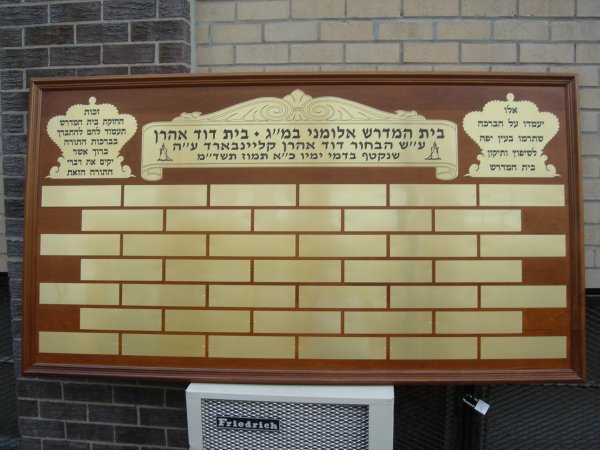 אלו
יעמדו על הברכה
שתרמו בעין יפה
לשיפוץ ותיקון
בית המדרש
בית המדרש אלומני במ״ג · בית דוד אהרן
ע״ש הבחור דוד אהרן קליינבארד ע״ה
שנקטף בדמי ימיו כ״א תמוז תשד״מ
זכות
החזקת בית המדרש
תעמוד להם להתברך
בברכות התורה
ברוך אשר
יקים את דברי
התורה הזאת
Friedrich